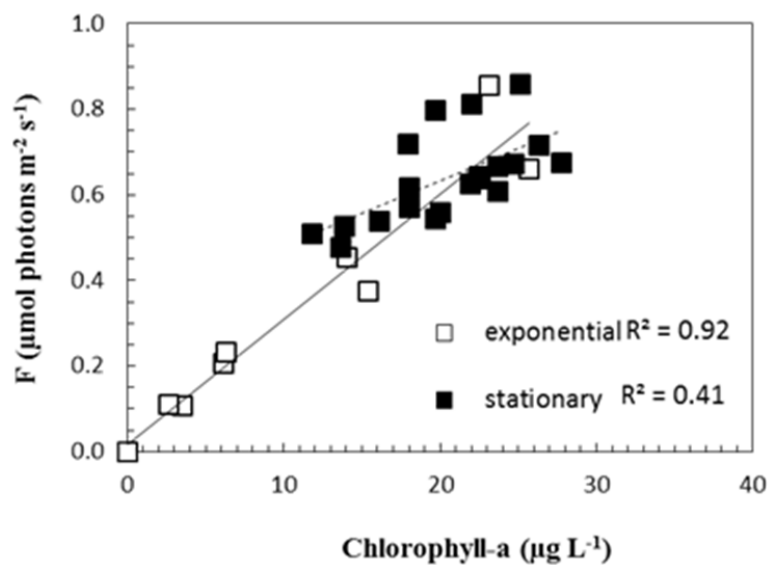 1.0
0.8
0.6
0.4
0.2
0.0
F (μmol photons m⁻² s⁻¹)
exponential R² = 0.92
stationary R² = 0.41
0 10 20 30 40
Chlorophyll-a (μg L⁻¹)